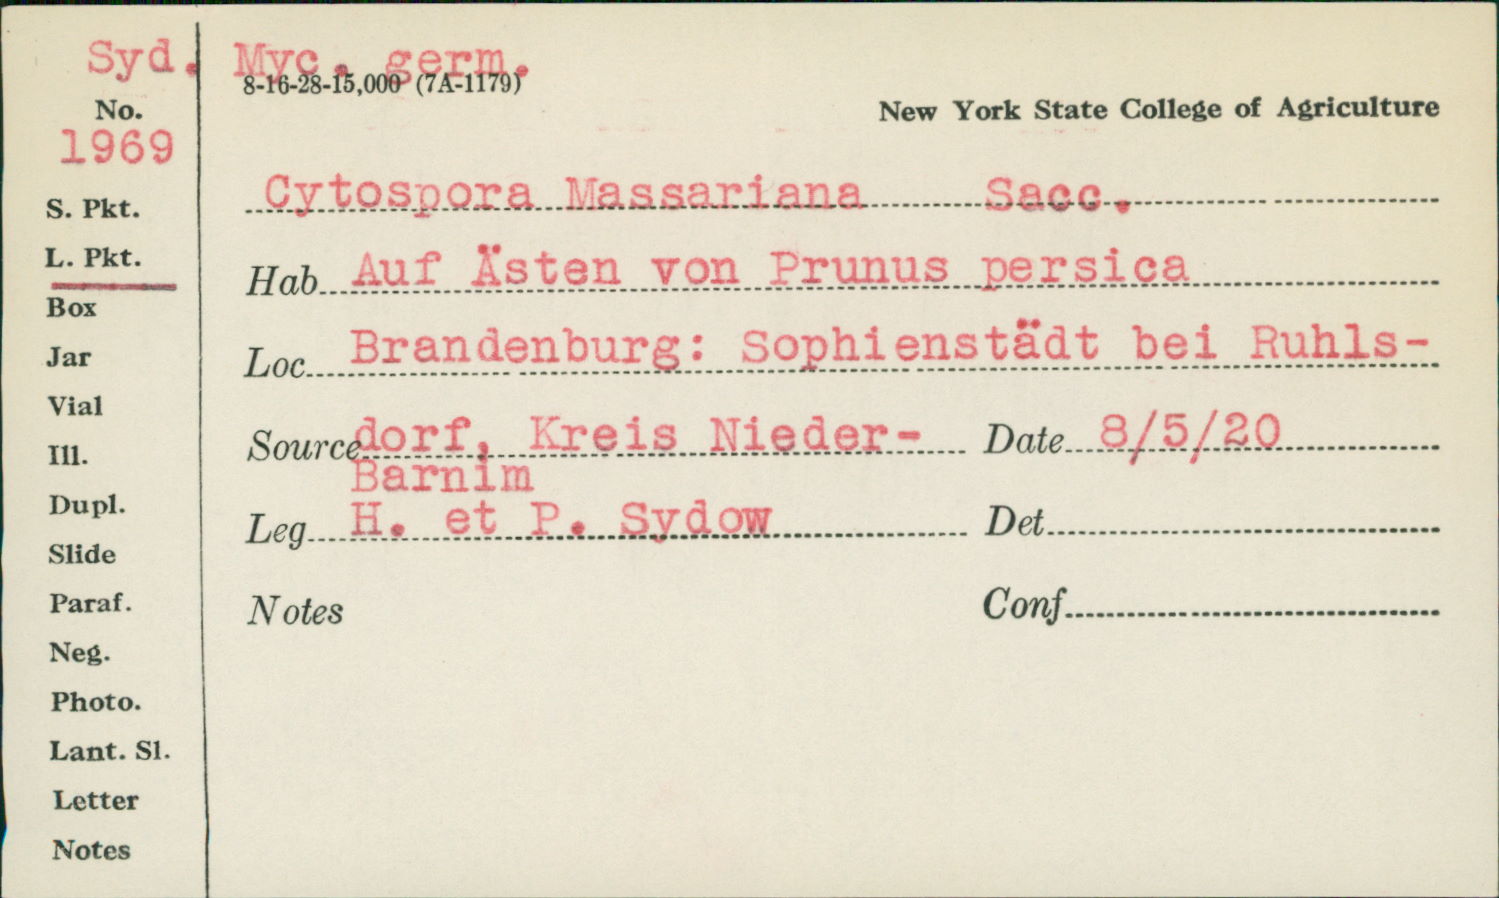 Syd. Myc. germ.
8-16-28-15,000 (7A-1179)
No.
1969
New York State College of Agriculture
Cytospora Massariana Sacc.
S. Pkt.
L. Pkt.
Hab. Auf Ästen von Prunus persica
Box
Jar
Loc. Brandenburg: Sophienstädt bei Ruhls-
Vial
Source dorf, Kreis Nieder- Date 8/5/20
Barnim
Ill.
Dupl.
Leg. H. et P. Sydow Det.
Slide
Paraf.
Notes Conf.
Neg.
Photo.
Lant. Sl.
Letter
Notes